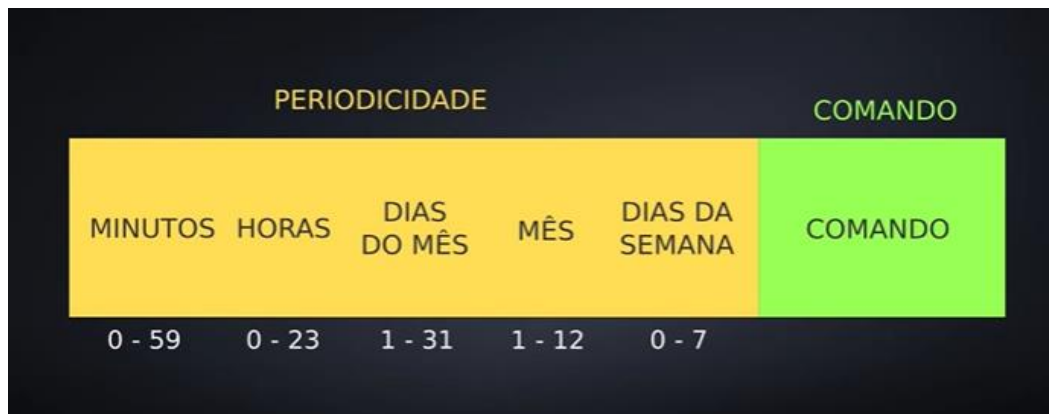 PERIODICIDADE
COMANDO
MINUTOS
HORAS
DIAS
DO MÊS
MÊS
DIAS DA
SEMANA
COMANDO
0 - 59
0 - 23
1 - 31
1 - 12
0 - 7